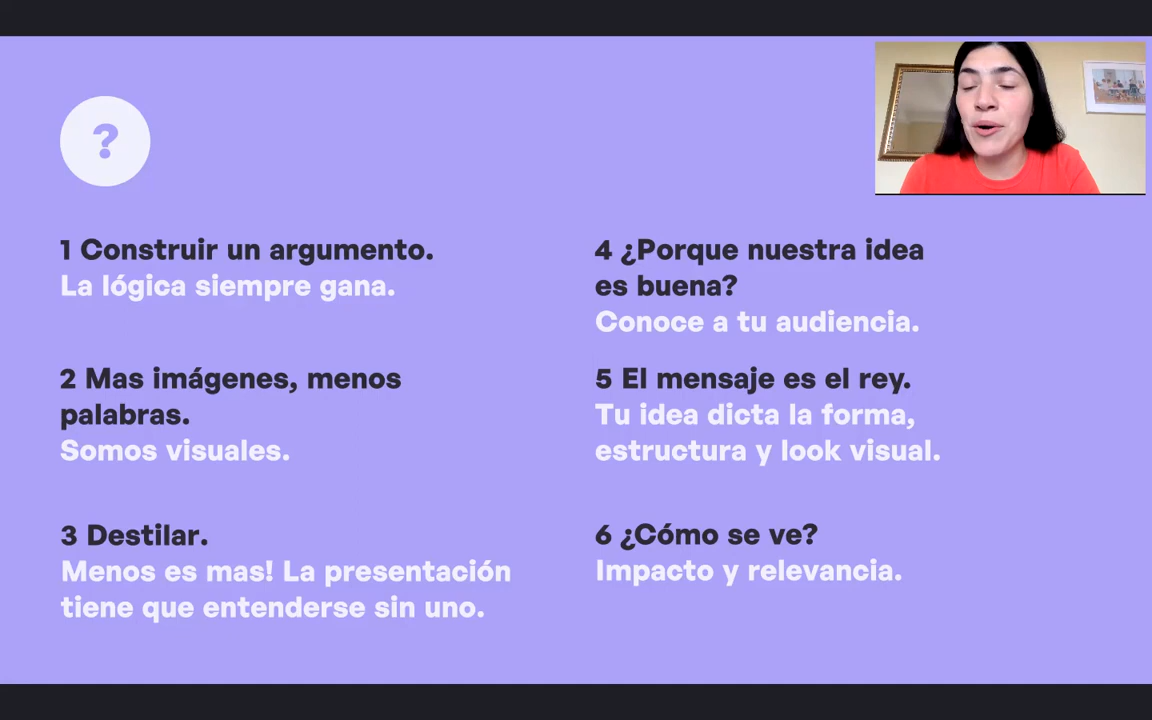 ?
1 Construir un argumento.
La lógica siempre gana.
2 Mas imágenes, menos
palabras.
Somos visuales.
3 Destilar.
Menos es mas! La presentación
tiene que entenderse sin uno.
4 ¿Porque nuestra idea
es buena?
Conoce a tu audiencia.
5 El mensaje es el rey.
Tu idea dicta la forma,
estructura y look visual.
6 ¿Cómo se ve?
Impacto y relevancia.